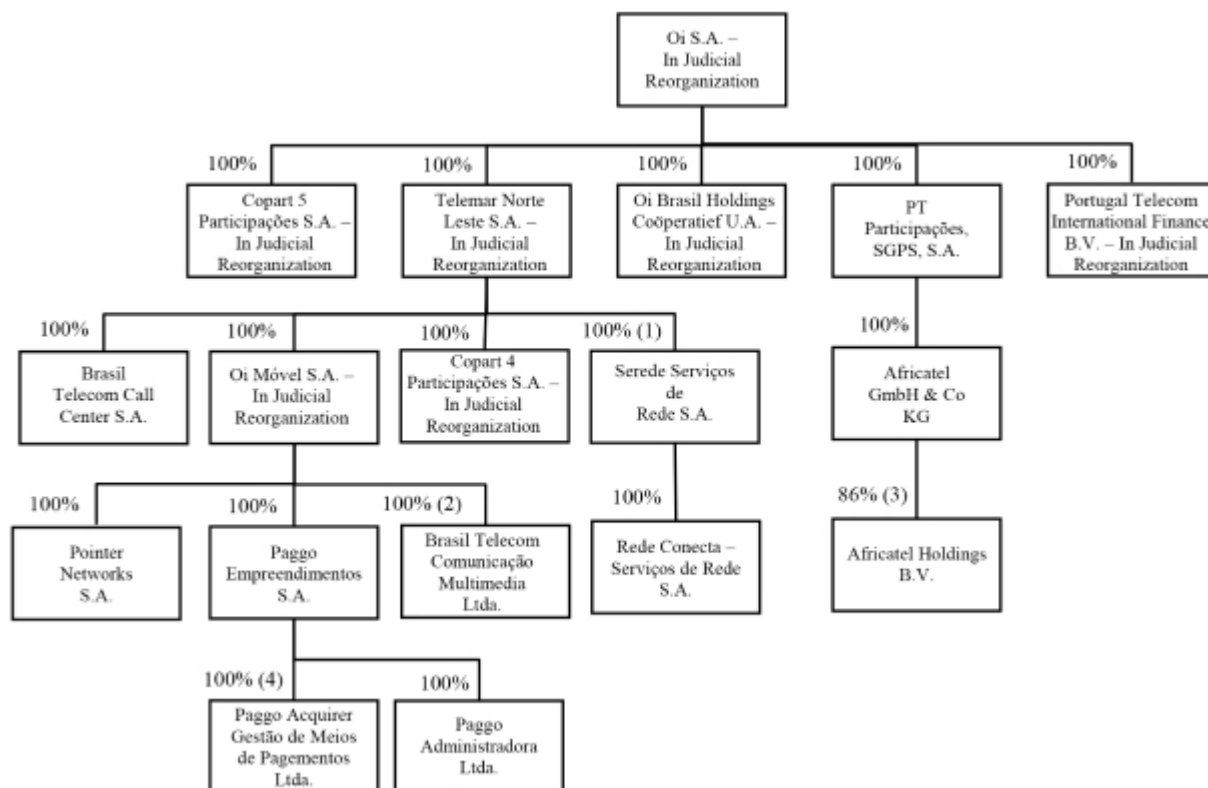 Oi S.A. –
In Judicial
Reorganization
100%
100%
100%
100%
100%
Copart 5
Participações S.A. –
In Judicial
Reorganization
Telemar Norte
Leste S.A. –
In Judicial
Reorganization
Oi Brasil Holdings
Coöperatief U.A. –
In Judicial
Reorganization
PT
Participações,
SGPS, S.A.
Portugal Telecom
International Finance
B.V. – In Judicial
Reorganization
100%
100%
100%
100% (1)
100%
Brasil
Telecom Call
Center S.A.
Oi Móvel S.A. –
In Judicial
Reorganization
Copart 4
Participações S.A. –
In Judicial
Reorganization
Serede Serviços
de
Rede S.A.
Africatel
GmbH & Co
KG
100%
100%
100% (2)
100%
86% (3)
Pointer
Networks
S.A.
Paggo
Empreendimentos
S.A.
Brasil Telecom
Comunicação
Multimedia
Ltda.
Rede Conecta –
Serviços de Rede
S.A.
Africatel Holdings
B.V.
100% (4)
100%
Paggo Acquirer
Gestão de Meios
de Pagementos
Ltda.
Paggo
Administradora
Ltda.